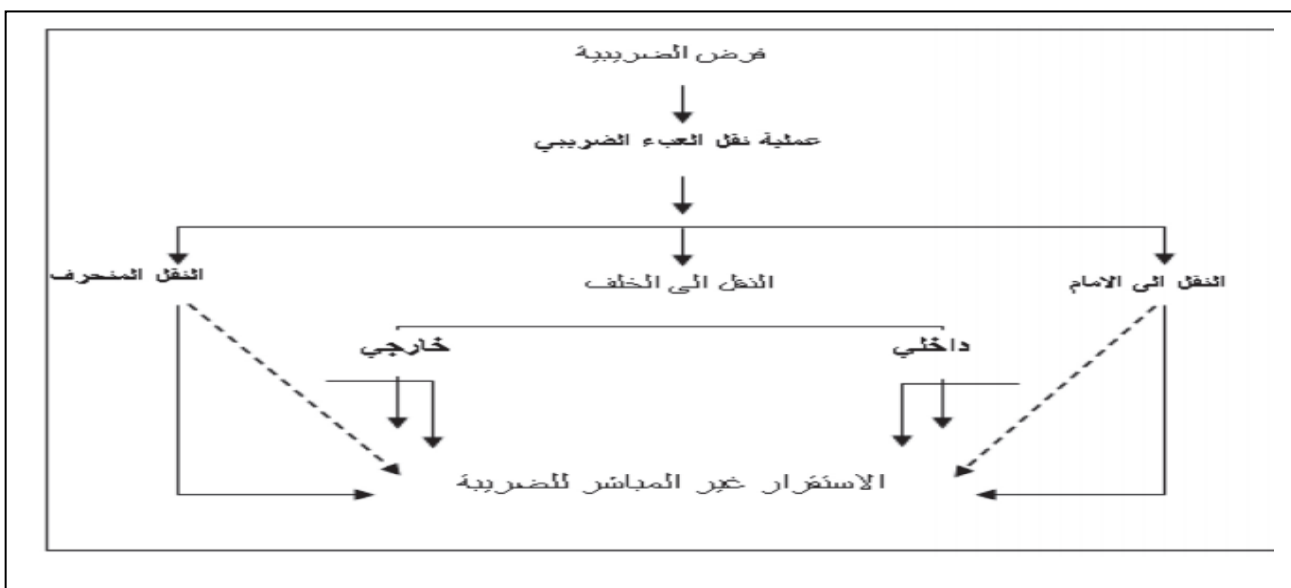 فرض الضريبية
عملية نقل العبء الضريبي
النقل الى الامام
النقل الى الخلف
النقل المنحرف
داخلي
خارجي
الاستقرار غير المباشر للضريبة